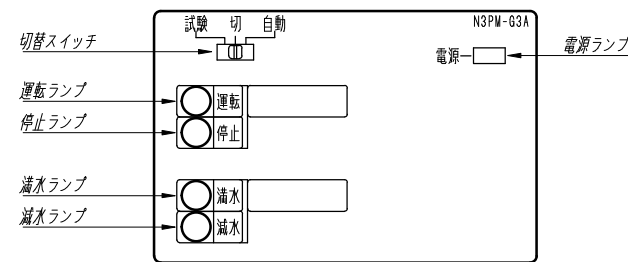 試験 切 自動
N3PM-G3A
切替スイッチ
電源
電源ランプ
運転ランプ
運転
停止ランプ
停止
満水ランプ
満水
減水ランプ
減水